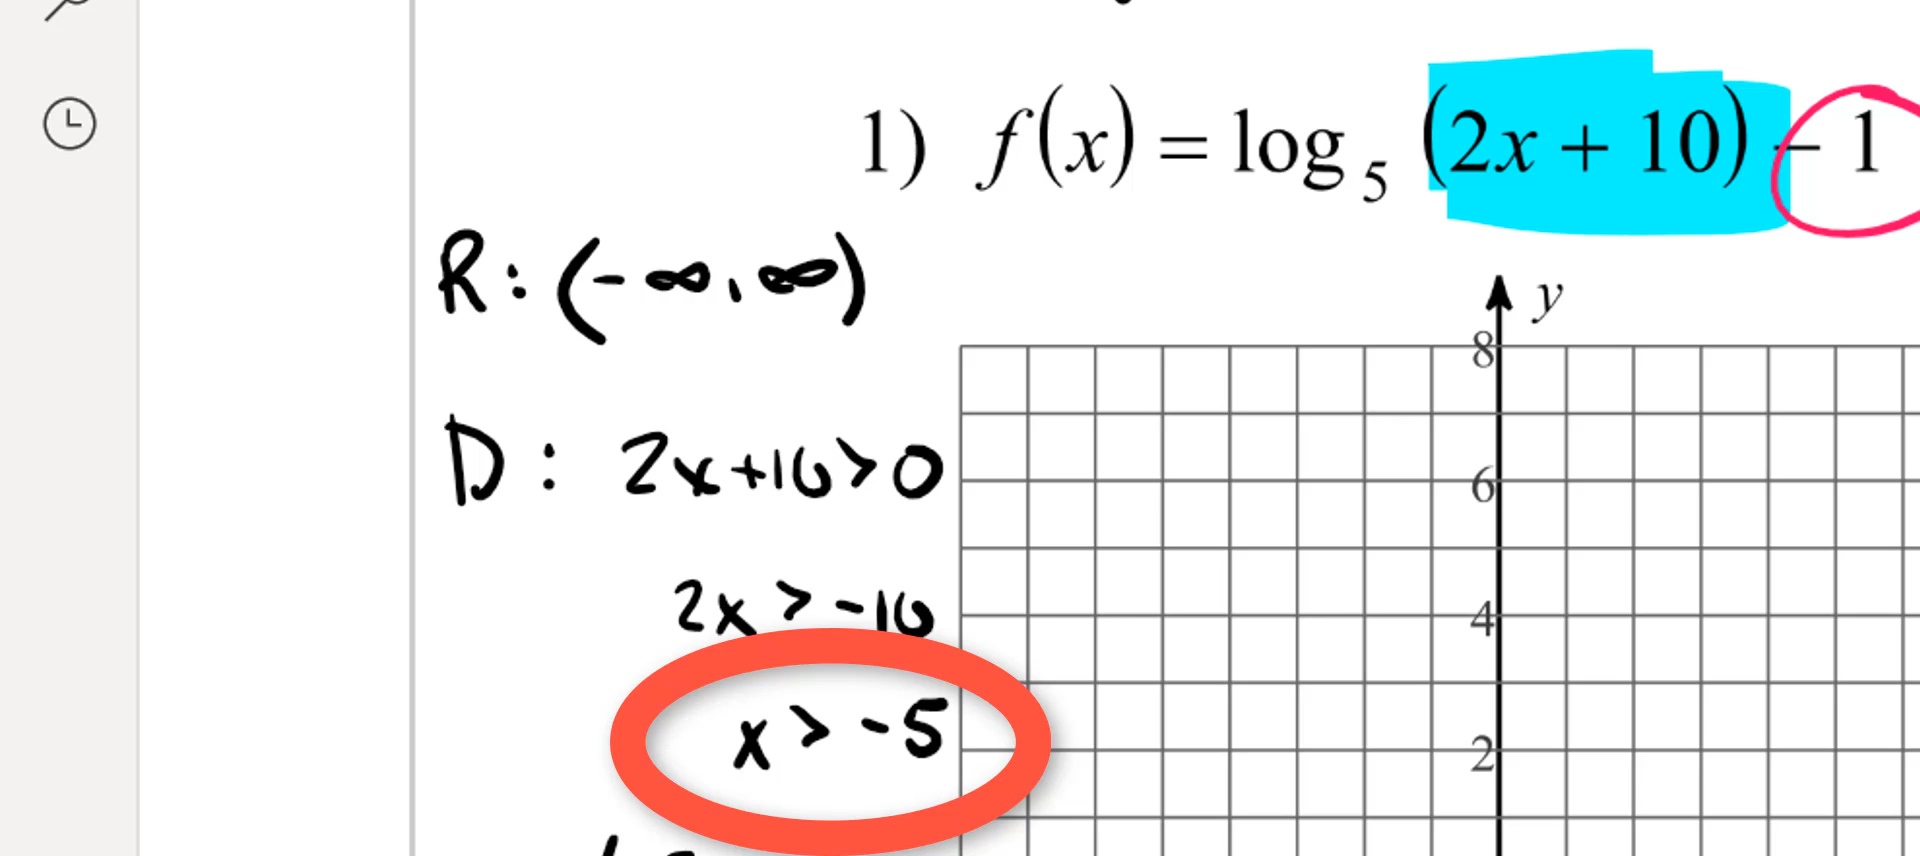 1) f(x) = log₅ (2x + 10) − 1
R: (-∞, ∞)
y
8
D: 2x+10>0
6
2x > -10
4
x > -5
2